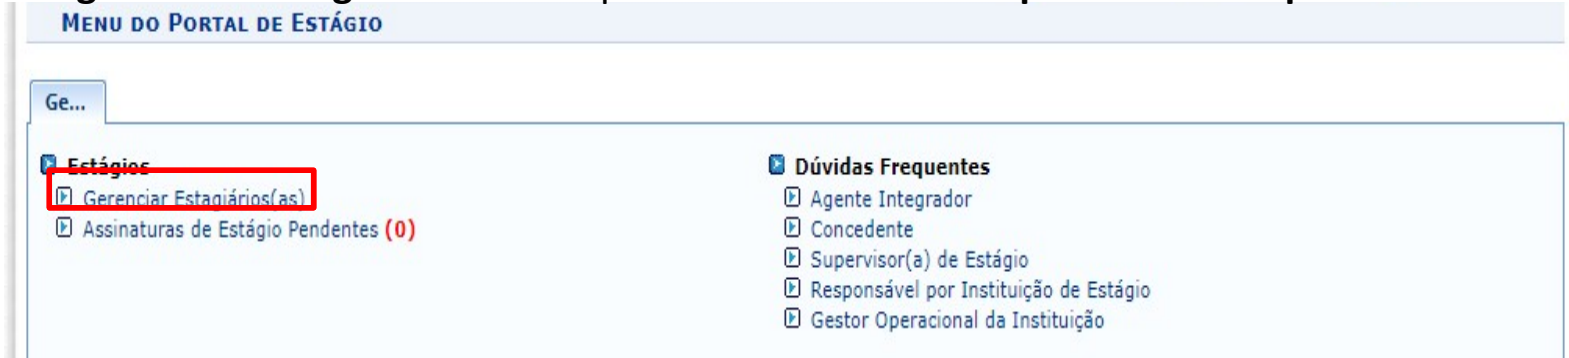 MENU DO PORTAL DE ESTÁGIO
Ge...
Estágios
Gerenciar Estagiários(as)
Assinaturas de Estágio Pendentes (0)
Dúvidas Frequentes
Agente Integrador
Concedente
Supervisor(a) de Estágio
Responsável por Instituição de Estágio
Gestor Operacional da Instituição